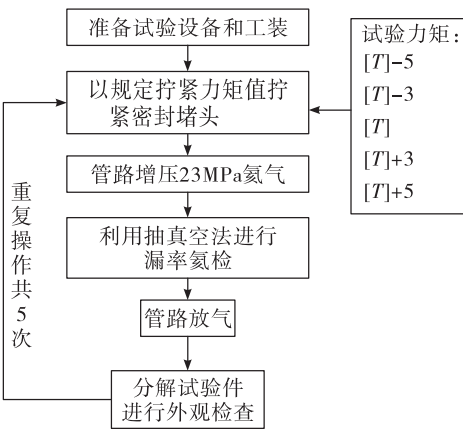 准备试验设备和工装
以规定拧紧力矩值拧
紧密封堵头
管路增压23MPa氦气
利用抽真空法进行
漏率氦检
管路放气
分解试验件
进行外观检查
重复操作共5次
试验力矩：
[T]−5
[T]−3
[T]
[T]+3
[T]+5